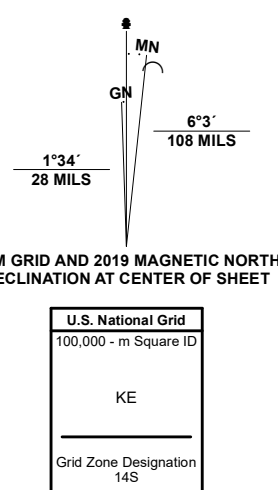 MN
GN
6°3´
108 MILS
1°34´
28 MILS
M GRID AND 2019 MAGNETIC NORTH
ECLINATION AT CENTER OF SHEET
U.S. National Grid
100,000 - m Square ID
KE
Grid Zone Designation
14S